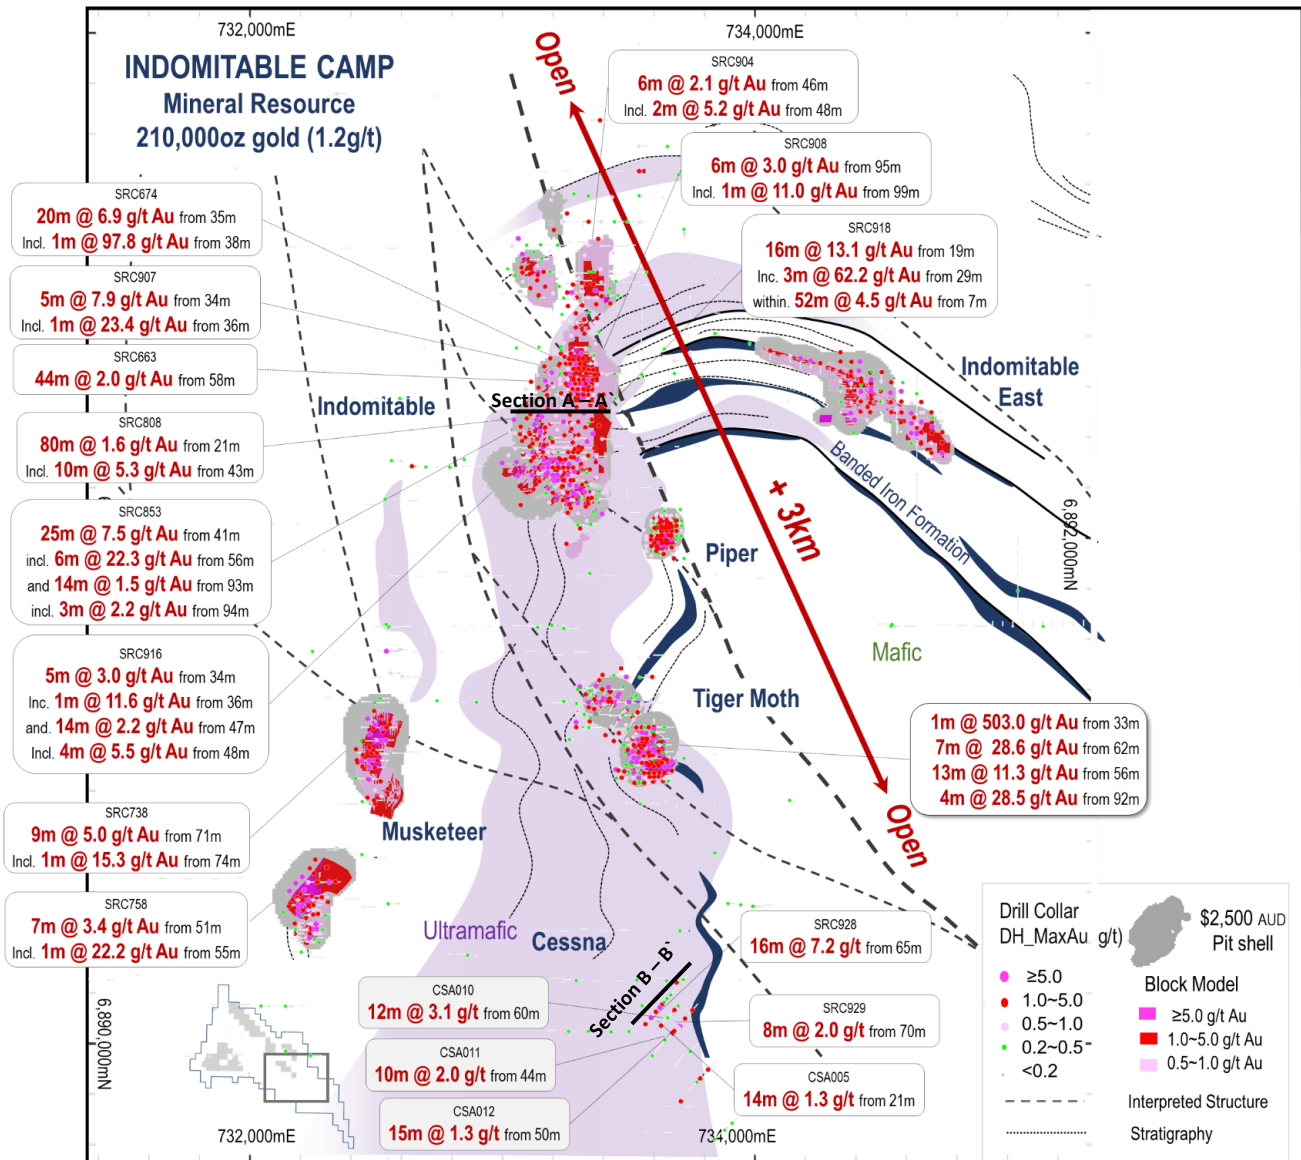 732,000mE
734,000mE
INDOMITABLE CAMP
Mineral Resource
210,000oz gold (1.2g/t)
Open
SRC904
6m @ 2.1 g/t Au from 46m
Incl. 2m @ 5.2 g/t Au from 48m
SRC908
6m @ 3.0 g/t Au from 95m
Incl. 1m @ 11.0 g/t Au from 99m
SRC674
20m @ 6.9 g/t Au from 35m
Incl. 1m @ 97.8 g/t Au from 38m
SRC918
16m @ 13.1 g/t Au from 19m
Inc. 3m @ 62.2 g/t Au from 29m
within. 52m @ 4.5 g/t Au from 7m
SRC907
5m @ 7.9 g/t Au from 34m
Incl. 1m @ 23.4 g/t Au from 36m
SRC663
44m @ 2.0 g/t Au from 58m
Indomitable
East
Indomitable
Section A – A`
SRC808
80m @ 1.6 g/t Au from 21m
Incl. 10m @ 5.3 g/t Au from 43m
Banded Iron Formation
+ 3km
6,892,000mN
SRC853
25m @ 7.5 g/t Au from 41m
incl. 6m @ 22.3 g/t Au from 56m
and 14m @ 1.5 g/t Au from 93m
incl. 3m @ 2.2 g/t Au from 94m
Piper
Mafic
SRC916
5m @ 3.0 g/t Au from 34m
Inc. 1m @ 11.6 g/t Au from 36m
and. 14m @ 2.2 g/t Au from 47m
Incl. 4m @ 5.5 g/t Au from 48m
Tiger Moth
1m @ 503.0 g/t Au from 33m
7m @ 28.6 g/t Au from 62m
13m @ 11.3 g/t Au from 56m
4m @ 28.5 g/t Au from 92m
Open
SRC738
9m @ 5.0 g/t Au from 71m
Incl. 1m @ 15.3 g/t Au from 74m
Musketeer
SRC758
7m @ 3.4 g/t Au from 51m
Incl. 1m @ 22.2 g/t Au from 55m
Ultramafic
Cessna
Section B – B`
SRC928
16m @ 7.2 g/t from 65m
CSA010
12m @ 3.1 g/t from 60m
SRC929
8m @ 2.0 g/t from 70m
CSA011
10m @ 2.0 g/t from 44m
CSA005
14m @ 1.3 g/t from 21m
CSA012
15m @ 1.3 g/t from 50m
6,890,000mN
732,000mE
734,000mE
Drill Collar
DH_MaxAu g/t)
≥5.0
1.0~5.0
0.5~1.0
0.2~0.5
<0.2
$2,500 AUD
Pit shell
Block Model
≥5.0 g/t Au
1.0~5.0 g/t Au
0.5~1.0 g/t Au
Interpreted Structure
Stratigraphy